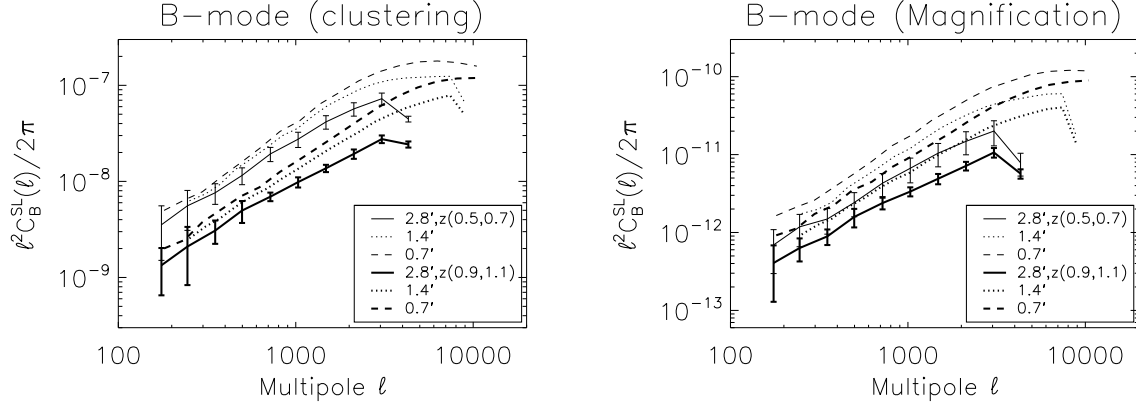 B-mode (clustering)
10⁻⁷
10⁻⁸
10⁻⁹
ℓ²C_B^SL(ℓ)/2π
2.8′,z(0.5,0.7)
1.4′
0.7′
2.8′,z(0.9,1.1)
1.4′
0.7′
100
1000
10000
Multipole ℓ
B-mode (Magnification)
10⁻¹⁰
10⁻¹¹
10⁻¹²
10⁻¹³
ℓ²C_B^SL(ℓ)/2π
2.8′,z(0.5,0.7)
1.4′
0.7′
2.8′,z(0.9,1.1)
1.4′
0.7′
100
1000
10000
Multipole ℓ